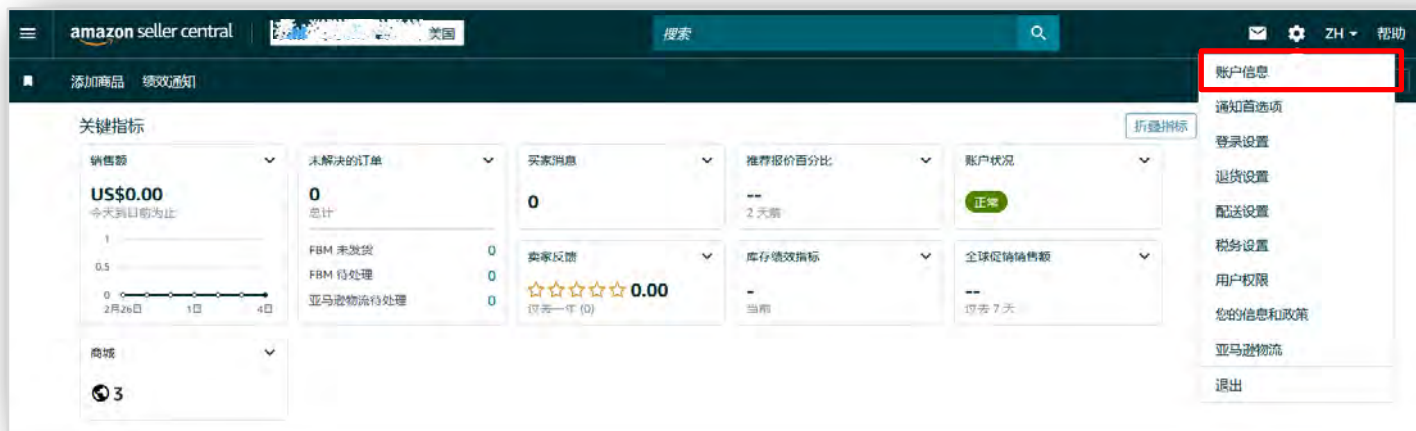 amazon seller central
美国
搜索
ZH
帮助
添加商品 绩效通知
账户信息
通知首选项
登录设置
退货设置
配送设置
税务设置
用户权限
您的信息和政策
亚马逊物流
退出
关键指标
折叠指标
销售额
US$0.00
今天到目前为止
1
0.5
0
2月26日 1日 4日
未解决的订单
0
总计
FBM 未发货 0
FBM 待处理 0
亚马逊物流待处理 0
买家消息
0
推荐报价百分比
--
2 天前
账户状况
正常
卖家反馈
0.00
过去一年 (0)
库存绩效指标
-
当前
全球促销销售额
--
过去 7 天
商城
3